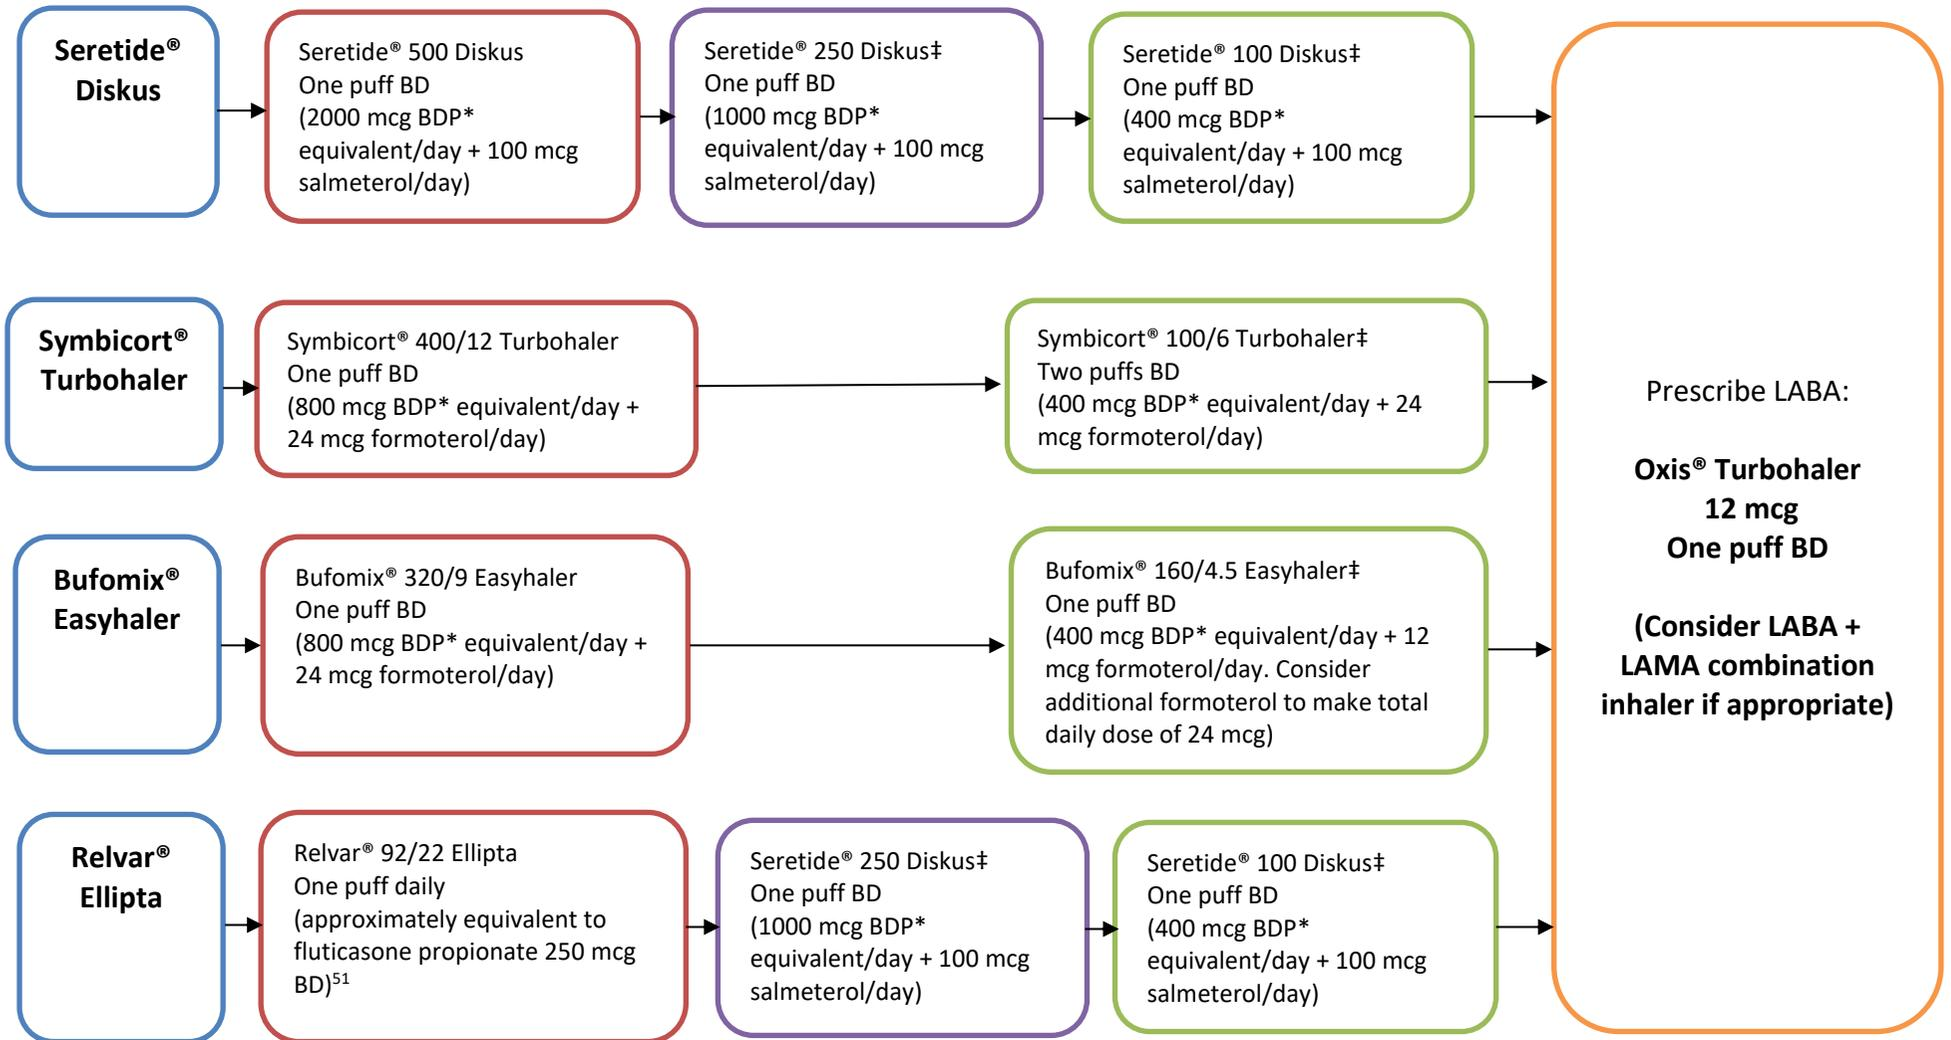 Seretide®
Diskus
Seretide® 500 Diskus
One puff BD
(2000 mcg BDP*
equivalent/day + 100 mcg
salmeterol/day)
Seretide® 250 Diskus‡
One puff BD
(1000 mcg BDP*
equivalent/day + 100 mcg
salmeterol/day)
Seretide® 100 Diskus‡
One puff BD
(400 mcg BDP*
equivalent/day + 100 mcg
salmeterol/day)
Symbicort®
Turbohaler
Symbicort® 400/12 Turbohaler
One puff BD
(800 mcg BDP* equivalent/day +
24 mcg formoterol/day)
Symbicort® 100/6 Turbohaler‡
Two puffs BD
(400 mcg BDP* equivalent/day + 24
mcg formoterol/day)
Bufomix®
Easyhaler
Bufomix® 320/9 Easyhaler
One puff BD
(800 mcg BDP* equivalent/day +
24 mcg formoterol/day)
Bufomix® 160/4.5 Easyhaler‡
One puff BD
(400 mcg BDP* equivalent/day + 12
mcg formoterol/day. Consider
additional formoterol to make total
daily dose of 24 mcg)
Relvar®
Ellipta
Relvar® 92/22 Ellipta
One puff daily
(approximately equivalent to
fluticasone propionate 250 mcg
BD)⁵¹
Seretide® 250 Diskus‡
One puff BD
(1000 mcg BDP*
equivalent/day + 100 mcg
salmeterol/day)
Seretide® 100 Diskus‡
One puff BD
(400 mcg BDP*
equivalent/day + 100 mcg
salmeterol/day)
Prescribe LABA:
Oxis® Turbohaler
12 mcg
One puff BD
(Consider LABA +
LAMA combination
inhaler if appropriate)